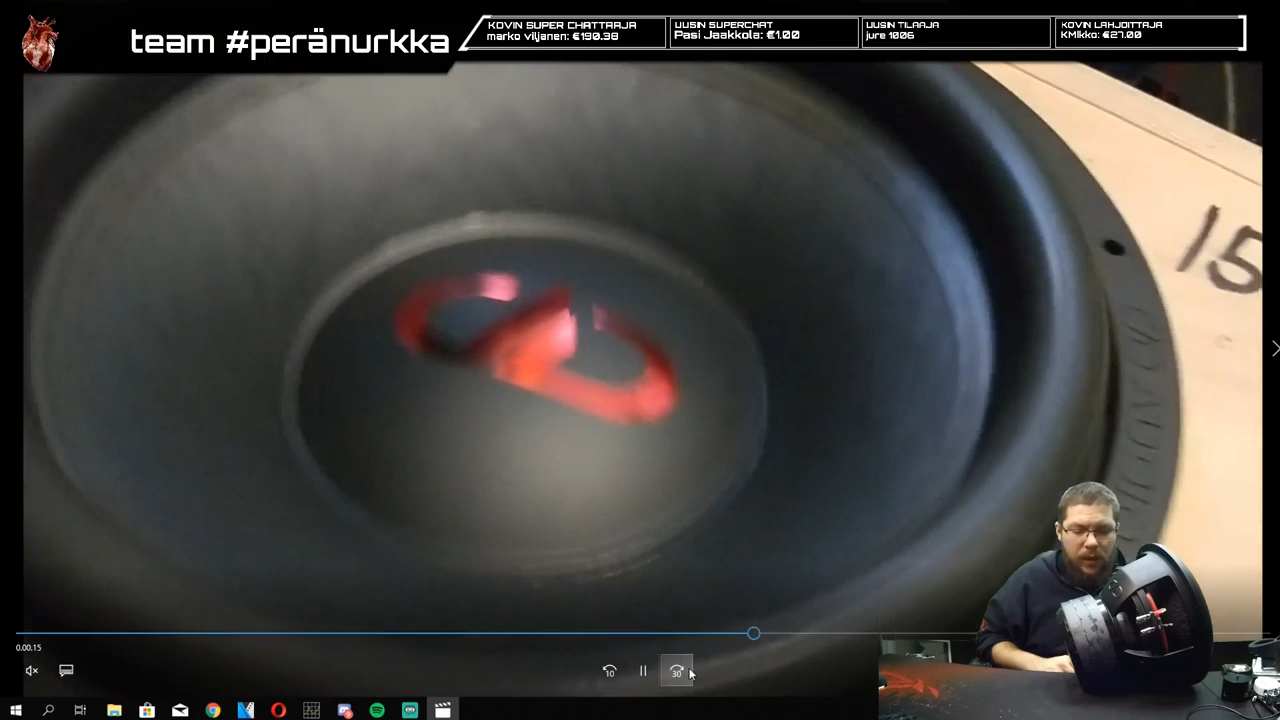 team #peränurkka
KOVIN SUPER CHATTAAJA
marko viljanen: €190.38
UUSIN SUPERCHAT
Pasi Jaakkola: €1.00
UUSIN TILAAJA
jure 1006
KOVIN LAHJOITTAJA
KMikko: €27.00
15
0.00.15
10
30